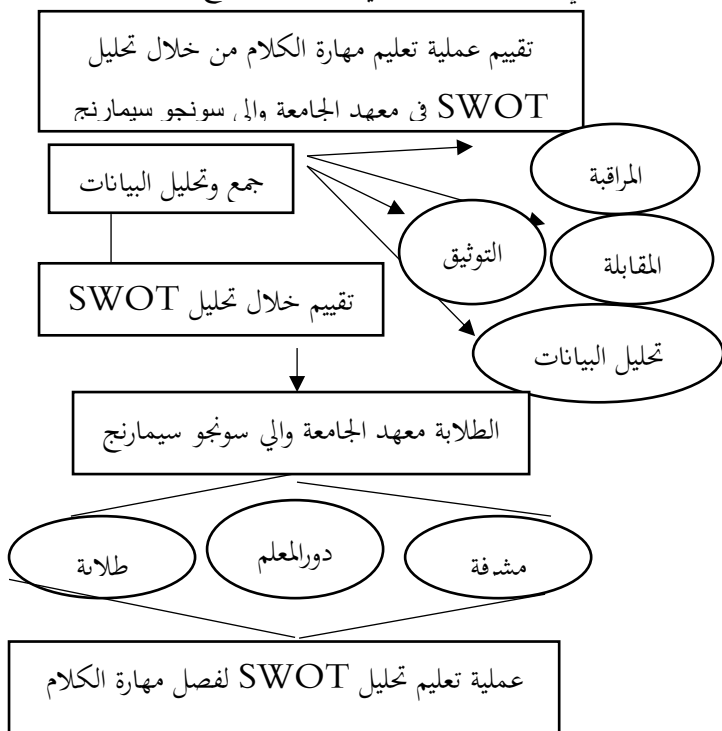 تقييم عملية تعليم مهارة الكلام من خلال تحليل
SWOT في معهد الجامعة والي سونجو سيمارنج
المراقبة
جمع وتحليل البيانات
التوثيق
المقابلة
تقييم خلال تحليل SWOT
تحليل البيانات
الطلابة معهد الجامعة والي سونجو سيمارنج
مشرفة
دورالمعلم
طلابة
عملية تعليم تحليل SWOT لفصل مهارة الكلام